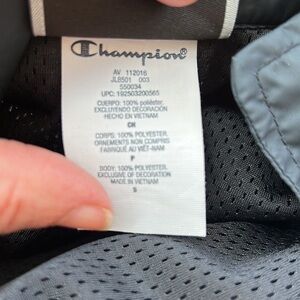 Champion
AV 112016
JLB501 003
550034
UPC: 192503200565
CUERPO: 100% poliéster.
EXCLUYENDO DECORACIÓN
HECHO EN VIETNAM
CH
CORPS: 100% POLYESTER.
ORNEMENTS NON COMPRIS
FABRIQUÉ AU VIÊT-NAM
P
BODY: 100% POLYESTER.
EXCLUSIVE OF DECORATION
MADE IN VIETNAM
S